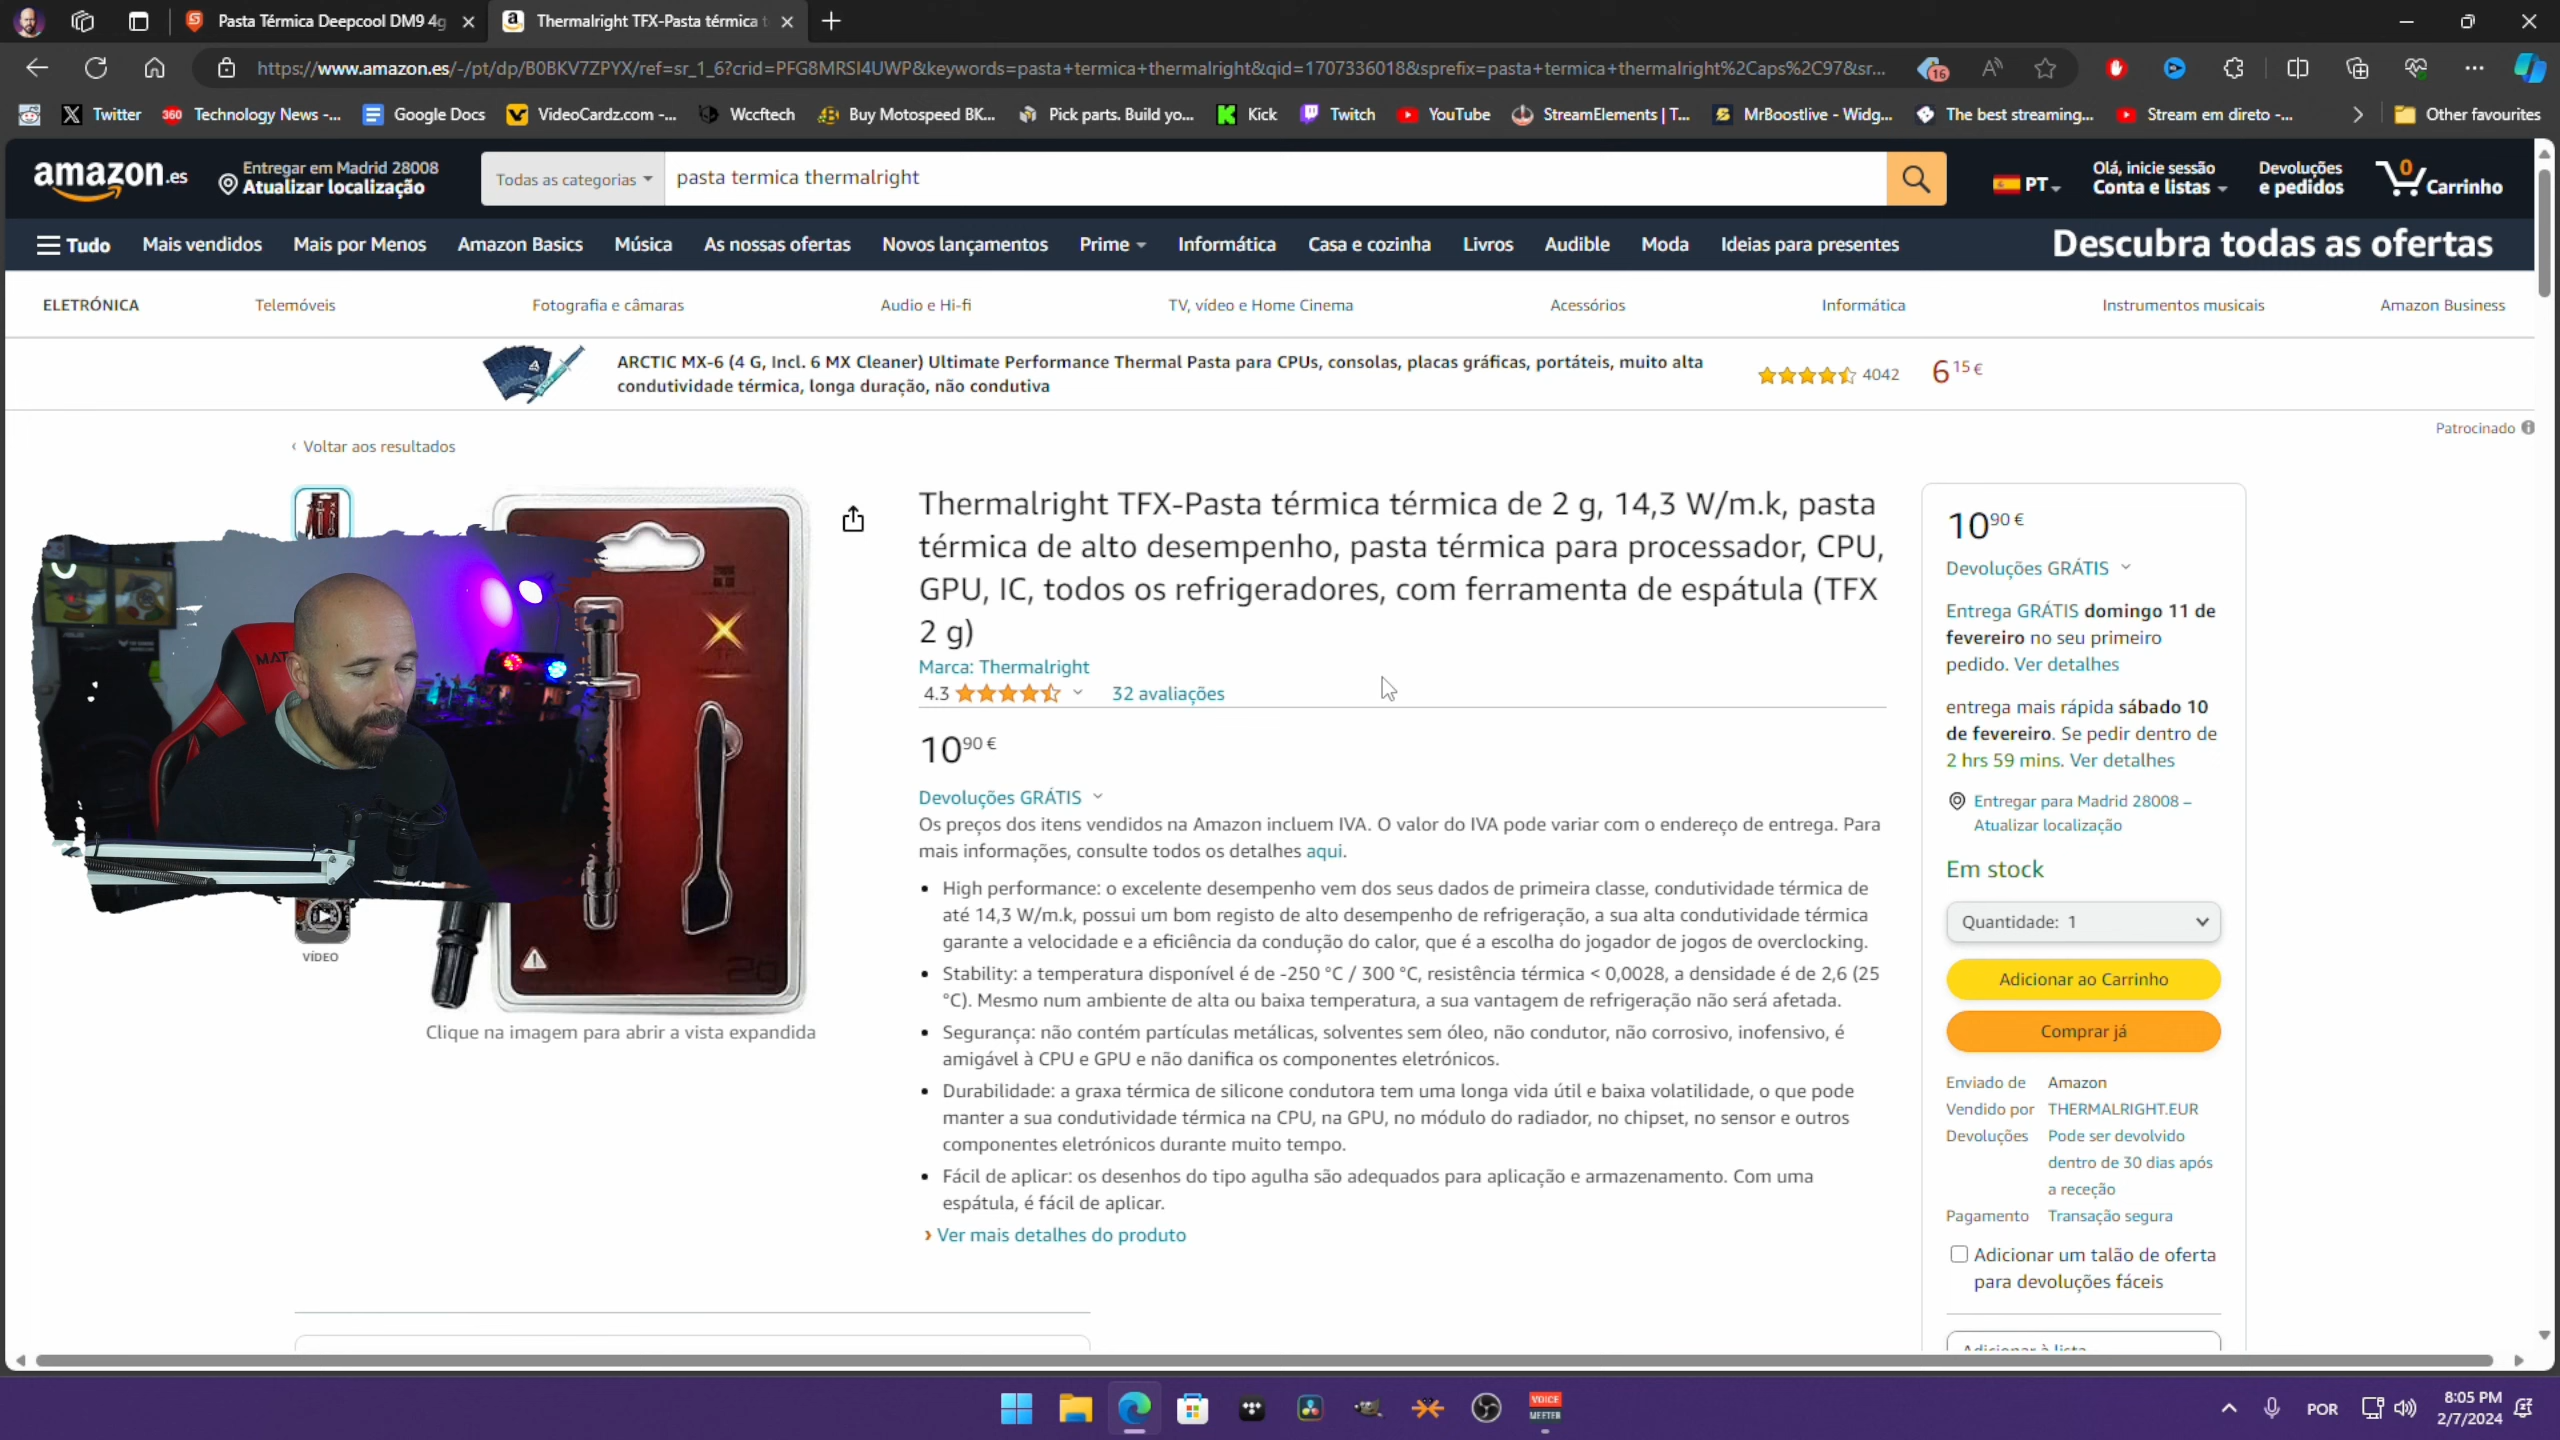 Pasta Térmica Deepcool DM9 4g
Thermalright TFX-Pasta térmica t
https://www.amazon.es/-/pt/dp/B0BKV7ZPYX/ref=sr_1_6?crid=PFG8MRSI4UWP&keywords=pasta+termica+thermalright&qid=1707336018&sprefix=pasta+termica+thermalright%2Caps%2C97&sr...
16
Twitter
360 Technology News -...
Google Docs
VideoCardz.com -...
Wccftech
Buy Motospeed BK...
Pick parts. Build yo...
Kick
Twitch
YouTube
StreamElements | T...
MrBoostlive - Widg...
The best streaming...
Stream em direto -...
Other favourites
amazon.es
Entregar em Madrid 28008
Atualizar localização
Todas as categorias
pasta termica thermalright
PT
Olá, inicie sessão
Conta e listas
Devoluções
e pedidos
0
Carrinho
Tudo
Mais vendidos
Mais por Menos
Amazon Basics
Música
As nossas ofertas
Novos lançamentos
Prime
Informática
Casa e cozinha
Livros
Audible
Moda
Ideias para presentes
Descubra todas as ofertas
ELETRÓNICA
Telemóveis
Fotografia e câmaras
Audio e Hi-fi
TV, vídeo e Home Cinema
Acessórios
Informática
Instrumentos musicais
Amazon Business
ARCTIC MX-6 (4 G, Incl. 6 MX Cleaner) Ultimate Performance Thermal Pasta para CPUs, consolas, placas gráficas, portáteis, muito alta
condutividade térmica, longa duração, não condutiva
4042
6 15 €
Patrocinado
‹ Voltar aos resultados
Thermalright TFX-Pasta térmica térmica de 2 g, 14,3 W/m.k, pasta
térmica de alto desempenho, pasta térmica para processador, CPU,
GPU, IC, todos os refrigeradores, com ferramenta de espátula (TFX
2 g)
Marca: Thermalright
4.3
32 avaliações
10 90 €
Devoluções GRÁTIS
Os preços dos itens vendidos na Amazon incluem IVA. O valor do IVA pode variar com o endereço de entrega. Para
mais informações, consulte todos os detalhes aqui.
• High performance: o excelente desempenho vem dos seus dados de primeira classe, condutividade térmica de
até 14,3 W/m.k, possui um bom registo de alto desempenho de refrigeração, a sua alta condutividade térmica
garante a velocidade e a eficiência da condução do calor, que é a escolha do jogador de jogos de overclocking.
• Stability: a temperatura disponível é de -250 °C / 300 °C, resistência térmica < 0,0028, a densidade é de 2,6 (25
°C). Mesmo num ambiente de alta ou baixa temperatura, a sua vantagem de refrigeração não será afetada.
• Segurança: não contém partículas metálicas, solventes sem óleo, não condutor, não corrosivo, inofensivo, é
amigável à CPU e GPU e não danifica os componentes eletrónicos.
• Durabilidade: a graxa térmica de silicone condutora tem uma longa vida útil e baixa volatilidade, o que pode
manter a sua condutividade térmica na CPU, na GPU, no módulo do radiador, no chipset, no sensor e outros
componentes eletrónicos durante muito tempo.
• Fácil de aplicar: os desenhos do tipo agulha são adequados para aplicação e armazenamento. Com uma
espátula, é fácil de aplicar.
› Ver mais detalhes do produto
MAT
2g
VÍDEO
Clique na imagem para abrir a vista expandida
10 90 €
Devoluções GRÁTIS
Entrega GRÁTIS domingo 11 de
fevereiro no seu primeiro
pedido. Ver detalhes
entrega mais rápida sábado 10
de fevereiro. Se pedir dentro de
2 hrs 59 mins. Ver detalhes
Entregar para Madrid 28008 –
Atualizar localização
Em stock
Quantidade: 1
Adicionar ao Carrinho
Comprar já
Enviado de Amazon
Vendido por THERMALRIGHT.EUR
Devoluções Pode ser devolvido
dentro de 30 dias após
a receção
Pagamento Transação segura
Adicionar um talão de oferta
para devoluções fáceis
Adicionar à lista
VOICE
MEETER
POR
8:05 PM
2/7/2024